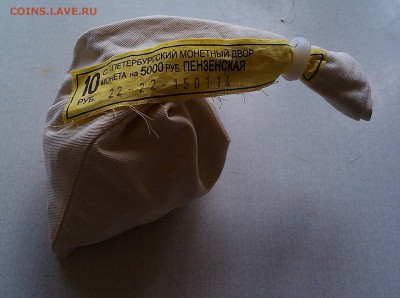 COINS.LAVE.RU
С.-ПЕТЕРБУРГСКИЙ МОНЕТНЫЙ ДВОР
10 МОНЕТА НА 5000 РУБ. ПЕНЗЕНСКАЯ
РУБ. 22-22-150114